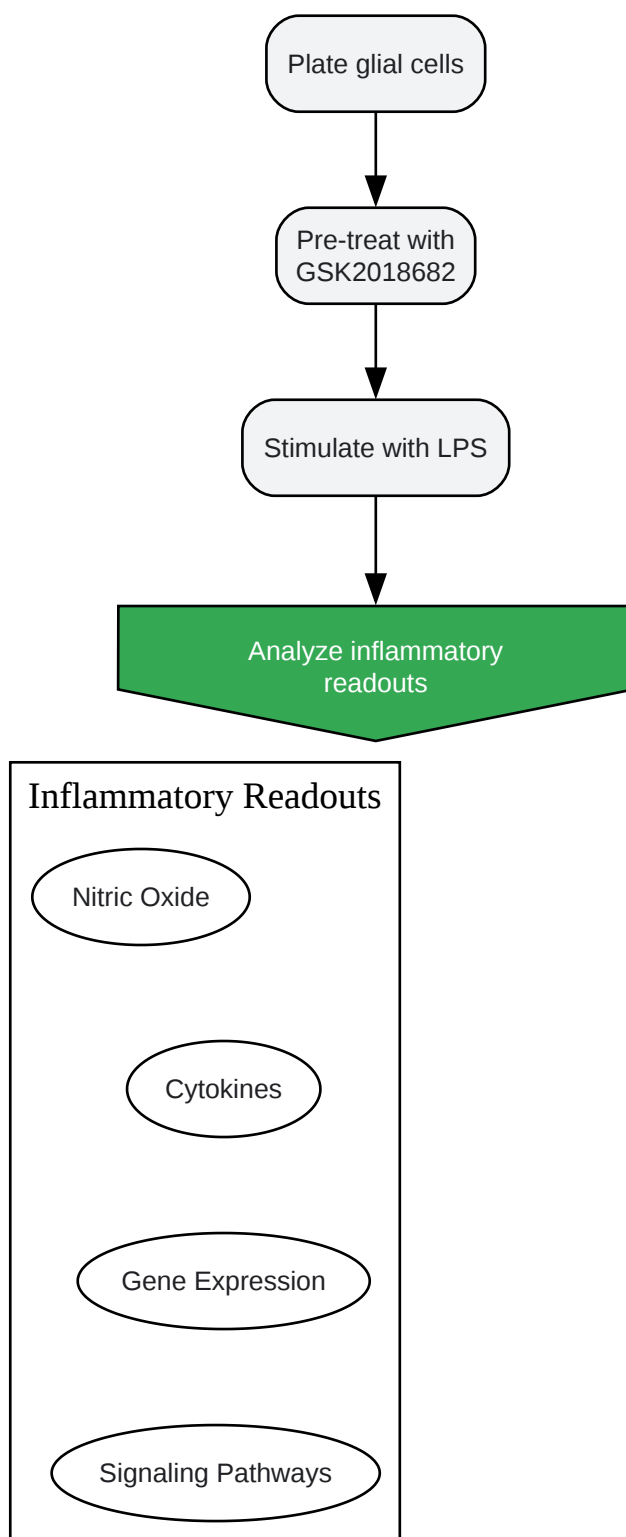 Plate glial cells
Pre-treat with
GSK2018682
Stimulate with LPS
Analyze inflammatory
readouts
Inflammatory Readouts
Nitric Oxide
Cytokines
Gene Expression
Signaling Pathways